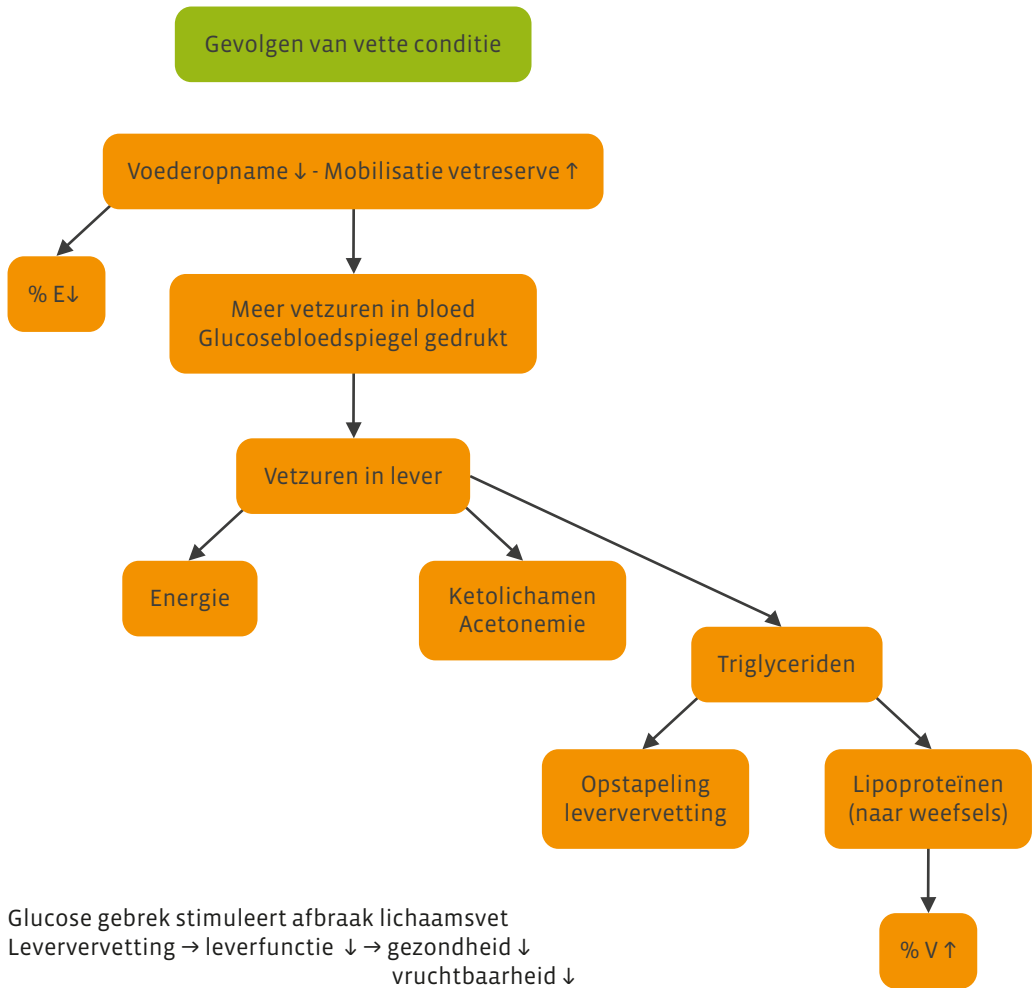 Gevolgen van vette conditie
Voederopname ↓ - Mobilisatie vetreserve ↑
% E↓
Meer vetzuren in bloed
Glucosebloedspiegel gedrukt
Vetzuren in lever
Energie
Ketolichamen
Acetonemie
Triglyceriden
Opstapeling
leververvetting
Lipoproteïnen
(naar weefsels)
% V ↑
Glucose gebrek stimuleert afbraak lichaamsvet
Leververvetting → leverfunctie ↓ → gezondheid ↓
vruchtbaarheid ↓